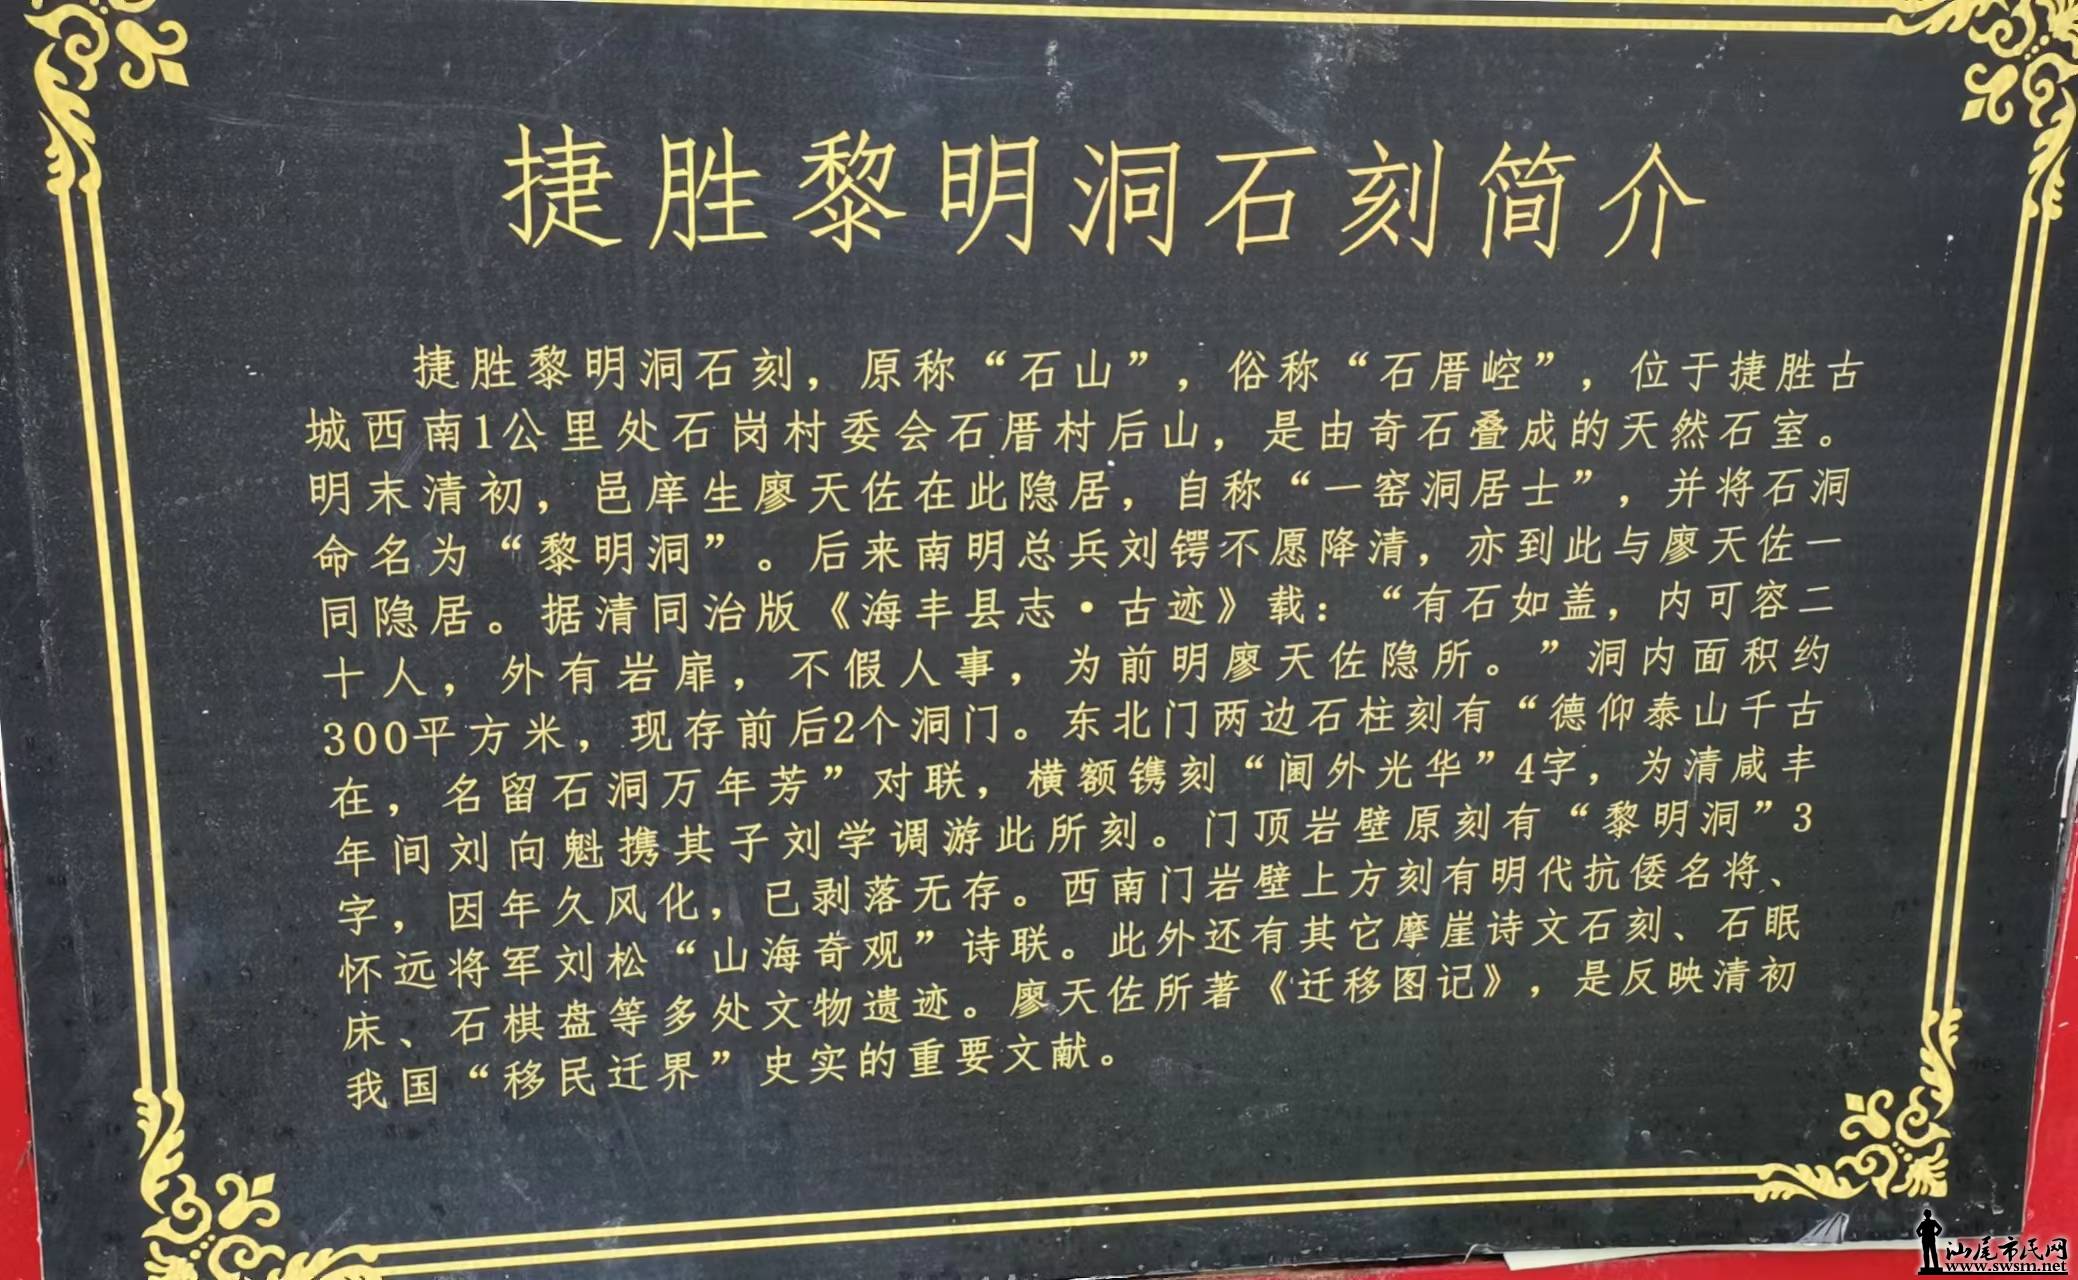 捷胜黎明洞石刻简介
捷胜黎明洞石刻，原称“石山”，俗称“石厝崆”，位于捷胜古
城西南1公里处石岗村委会石厝村后山，是由奇石叠成的天然石室。
明末清初，邑庠生廖天佐在此隐居，自称“一窑洞居士”，并将石洞
命名为“黎明洞”。后来南明总兵刘锷不愿降清，亦到此与廖天佐一
同隐居。据清同治版《海丰县志·古迹》载：“有石如盖，内可容二
十人，外有岩扉，不假人事，为前明廖天佐隐所。”洞内面积约
300平方米，现存前后2个洞门。东北门两边石柱刻有“德仰泰山千古
在，名留石洞万年芳”对联，横额镌刻“阃外光华”4字，为清咸丰
年间刘向魁携其子刘学调游此所刻。门顶岩壁原刻有“黎明洞”3
字，因年久风化，已剥落无存。西南门岩壁上方刻有明代抗倭名将、
怀远将军刘松“山海奇观”诗联。此外还有其它摩崖诗文石刻、石眠
床、石棋盘等多处文物遗迹。廖天佐所著《迁移图记》，是反映清初
我国“移民迁界”史实的重要文献。
汕尾市民网
www.swsm.net